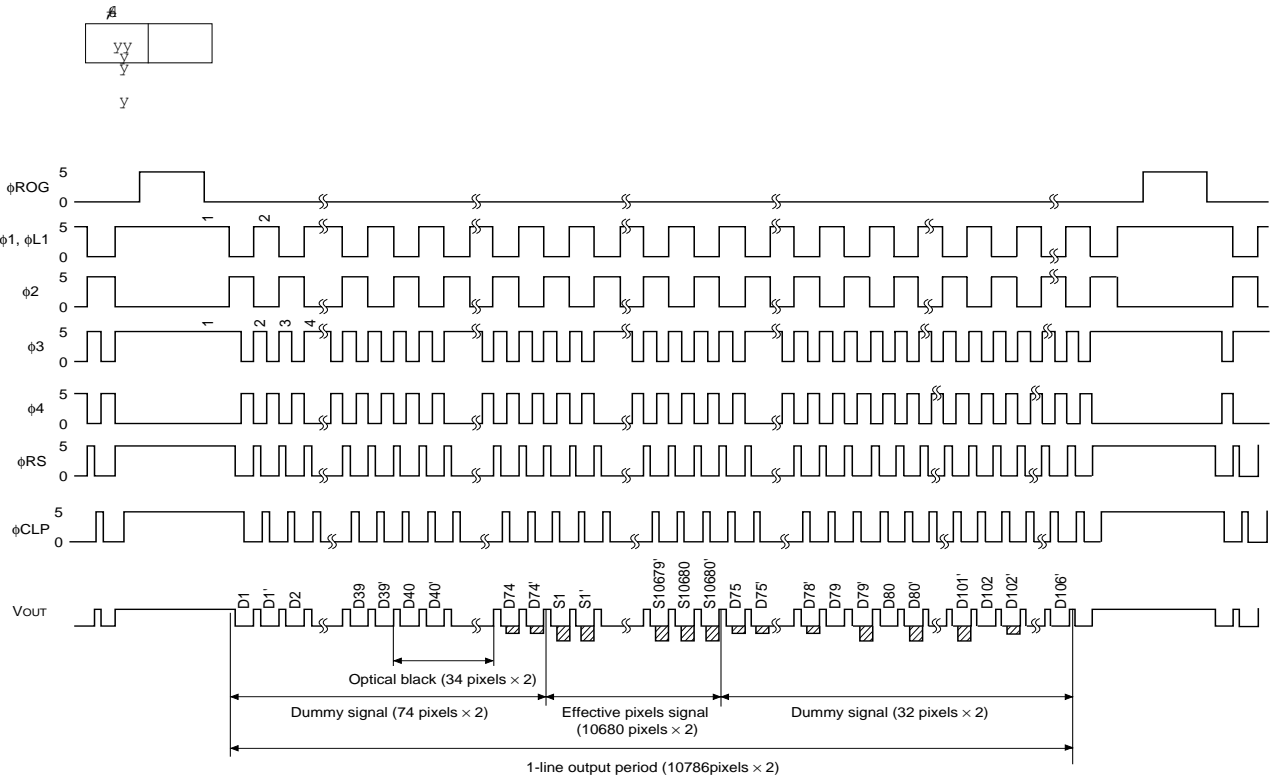 yy
y
y
y
φROG 5 0
1 2
φ1, φL1 5 0
φ2 5 0
1 2 3 4
φ3 5 0
φ4 5 0
φRS 5 0
φCLP 5 0
D1 D1' D2 D39 D39' D40 D40' D74 D74' S1 S1' S10679' S10680 S10680' D75 D75' D78' D79 D79' D80 D80' D101' D102 D102' D106'
VOUT
Optical black (34 pixels × 2)
Dummy signal (74 pixels × 2) Effective pixels signal Dummy signal (32 pixels × 2)
(10680 pixels × 2)
1-line output period (10786pixels × 2)